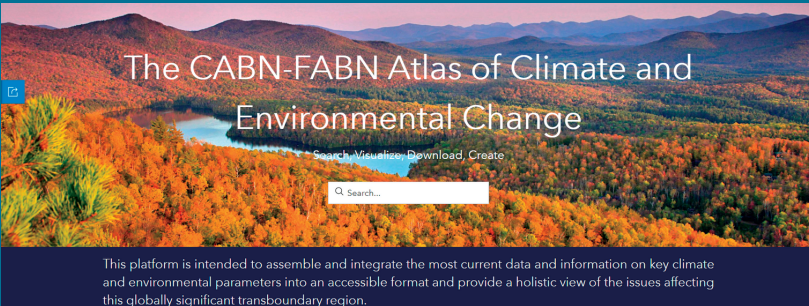 The CABN-FABN Atlas of Climate and
Environmental Change
Search, Visualize, Download, Create
Search...
This platform is intended to assemble and integrate the most current data and information on key climate
and environmental parameters into an accessible format and provide a holistic view of the issues affecting
this globally significant transboundary region.